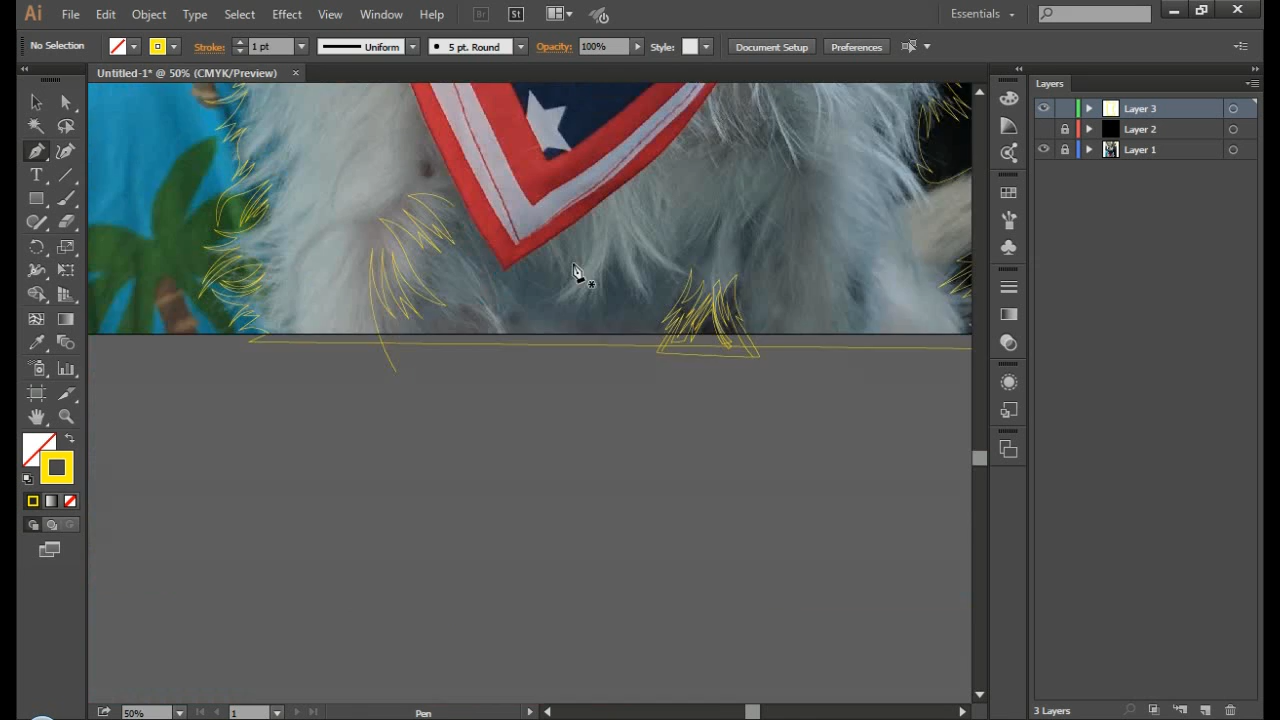 Ai File Edit Object Type Select Effect View Window Help Br St Essentials
No Selection Stroke: 1 pt Uniform 5 pt. Round Opacity: 100% Style: Document Setup Preferences
Untitled-1* @ 50% (CMYK/Preview)
Layers
Layer 3
Layer 2
Layer 1
50% 1 Pen
3 Layers